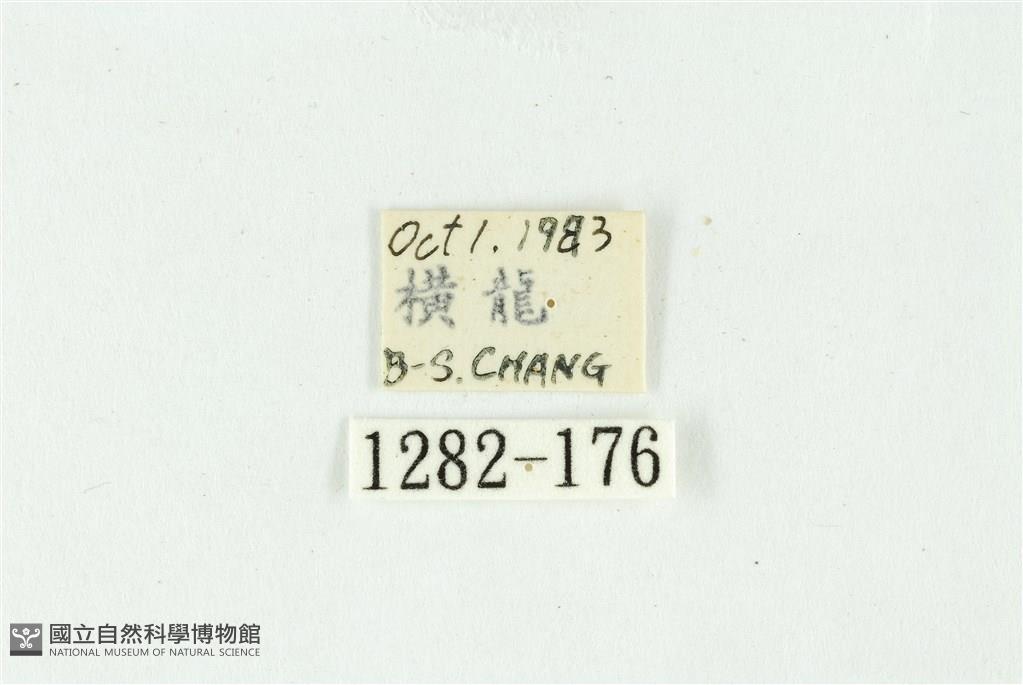 Oct 1. 1983
橫龍
B-S. CHANG
1282-176
國立自然科學博物館
NATIONAL MUSEUM OF NATURAL SCIENCE